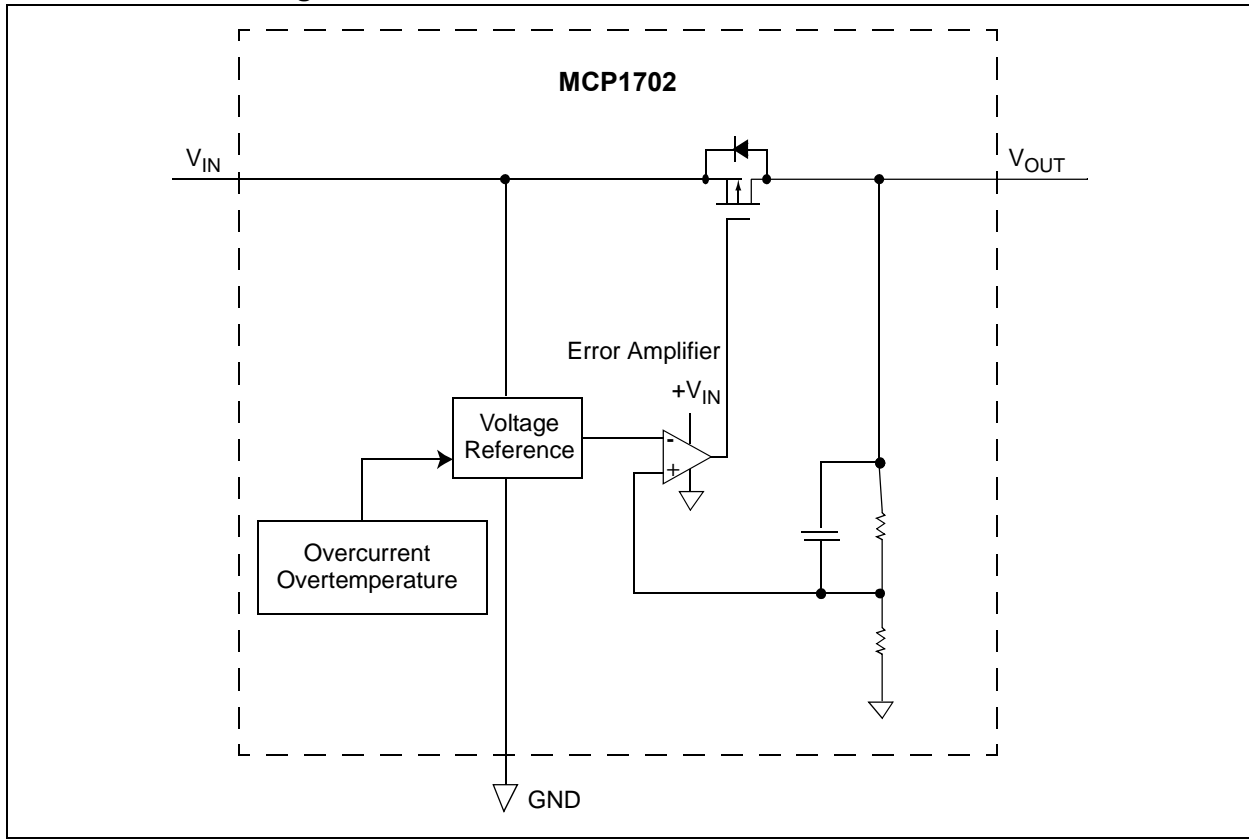 MCP1702
VIN
VOUT
Error Amplifier
+VIN
Voltage
Reference
-
+
Overcurrent
Overtemperature
GND